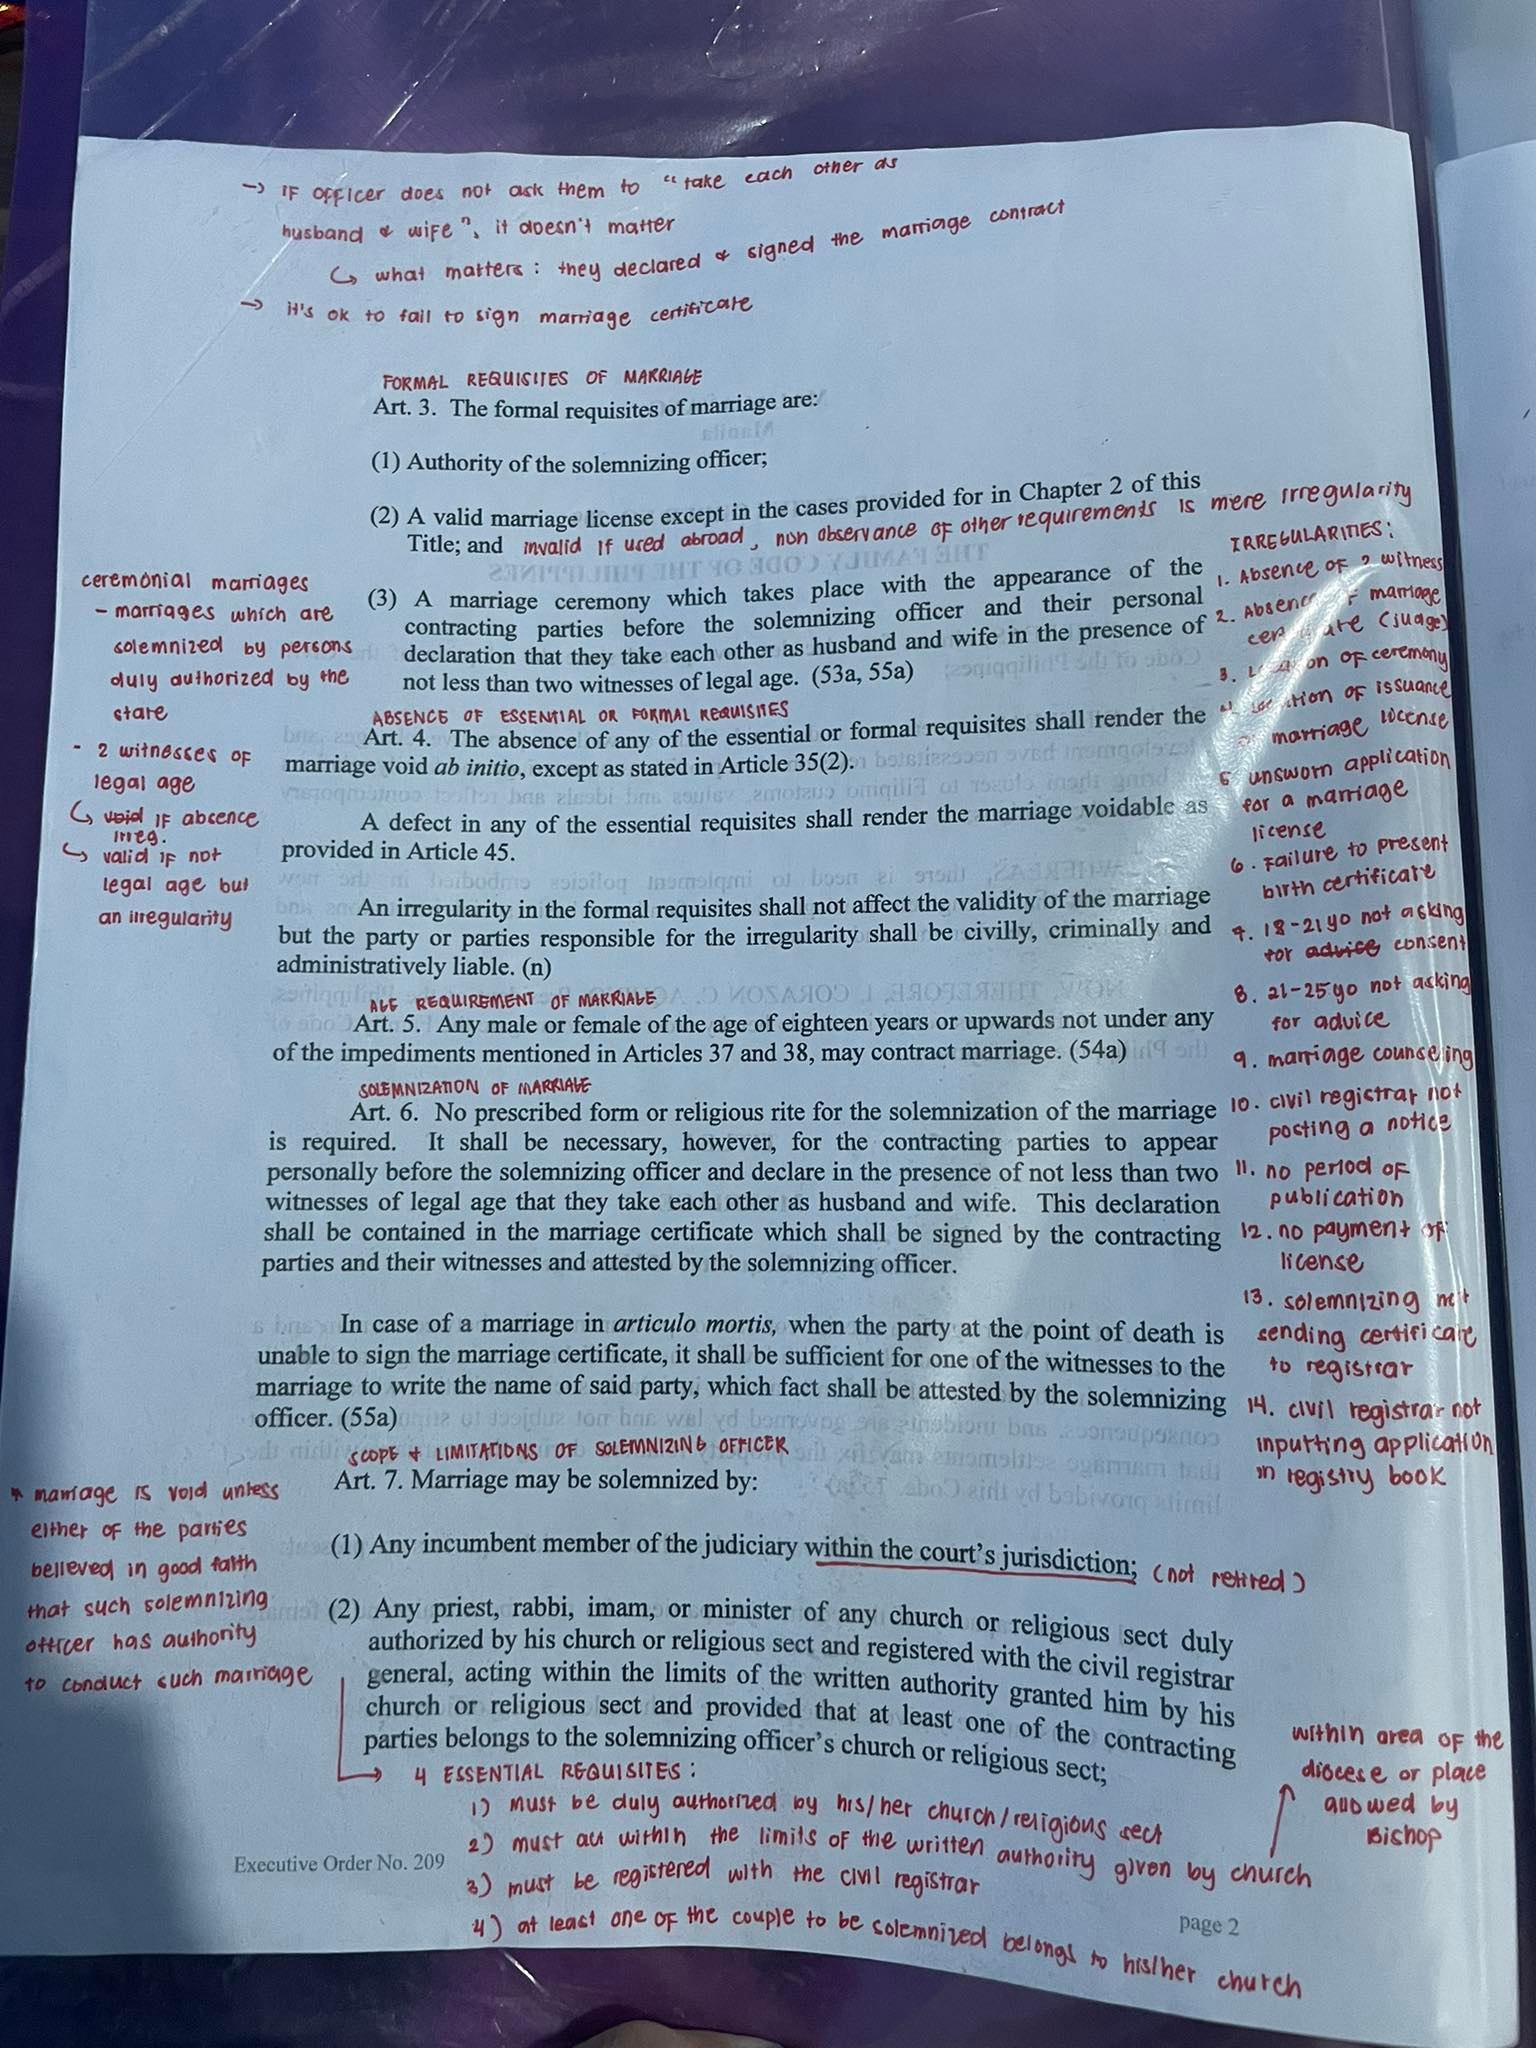 → IF officer does not ask them to "take each other as
husband & wife", it doesn't matter
↳ what matters: they declared & signed the marriage contract
→ it's ok to fail to sign marriage certificate
FORMAL REQUISITES OF MARRIAGE
Art. 3. The formal requisites of marriage are:
(1) Authority of the solemnizing officer;
(2) A valid marriage license except in the cases provided for in Chapter 2 of this
Title; and invalid if used abroad, non observance of other requirements is mere irregularity
(3) A marriage ceremony which takes place with the appearance of the
contracting parties before the solemnizing officer and their personal
declaration that they take each other as husband and wife in the presence of
not less than two witnesses of legal age. (53a, 55a)
ceremonial marriages
- marriages which are
solemnized by persons
duly authorized by the
state
- 2 witnesses of
legal age
↳ void IF absence
irreg.
↳ valid IF not
legal age but
an irregularity
ABSENCE OF ESSENTIAL OR FORMAL REQUISITES
Art. 4. The absence of any of the essential or formal requisites shall render the
marriage void ab initio, except as stated in Article 35(2).
A defect in any of the essential requisites shall render the marriage voidable as
provided in Article 45.
An irregularity in the formal requisites shall not affect the validity of the marriage
but the party or parties responsible for the irregularity shall be civilly, criminally and
administratively liable. (n)
AGE REQUIREMENT OF MARRIAGE
Art. 5. Any male or female of the age of eighteen years or upwards not under any
of the impediments mentioned in Articles 37 and 38, may contract marriage. (54a)
SOLEMNIZATION OF MARRIAGE
Art. 6. No prescribed form or religious rite for the solemnization of the marriage
is required. It shall be necessary, however, for the contracting parties to appear
personally before the solemnizing officer and declare in the presence of not less than two
witnesses of legal age that they take each other as husband and wife. This declaration
shall be contained in the marriage certificate which shall be signed by the contracting
parties and their witnesses and attested by the solemnizing officer.
In case of a marriage in articulo mortis, when the party at the point of death is
unable to sign the marriage certificate, it shall be sufficient for one of the witnesses to the
marriage to write the name of said party, which fact shall be attested by the solemnizing
officer. (55a)
IRREGULARITIES:
1. Absence of 2 witness
2. Absence of marriage
(judge)
3. of ceremony
of issuance
marriage license
5 unsworn application
for a marriage
license
6. Failure to present
birth certificate
7. 18-21yo not asking
for advice consent
8. 21-25yo not asking
for advice
9. marriage counseling
10. civil registrar not
posting a notice
11. no period of
publication
12. no payment of
license
13. solemnizing not
sending certificate
to registrar
14. civil registrar not
inputting application
in registry book
SCOPE & LIMITATIONS OF SOLEMNIZING OFFICER
Art. 7. Marriage may be solemnized by:
(1) Any incumbent member of the judiciary within the court's jurisdiction; (not retired)
(2) Any priest, rabbi, imam, or minister of any church or religious sect duly
authorized by his church or religious sect and registered with the civil registrar
general, acting within the limits of the written authority granted him by his
church or religious sect and provided that at least one of the contracting
parties belongs to the solemnizing officer's church or religious sect;
* marriage is void unless
either of the parties
believed in good faith
that such solemnizing
officer has authority
to conduct such marriage
→ 4 ESSENTIAL REQUISITES:
1) must be duly authorized by his/her church/religious sect
2) must act within the limits of the written authority given by church
3) must be registered with the civil registrar
4) at least one of the couple to be solemnized belongs to his/her church
within area of the
diocese or place
allowed by
Bishop
Executive Order No. 209
page 2